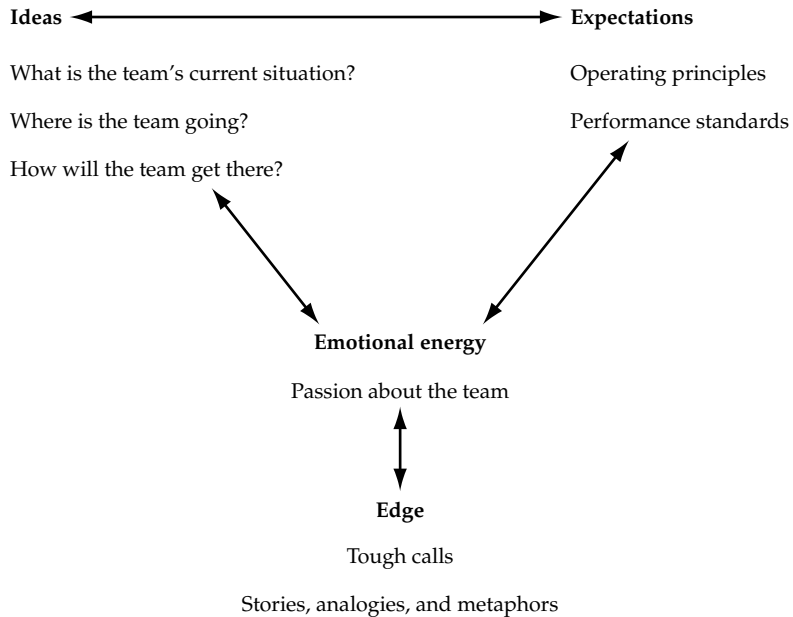 Ideas
Expectations
What is the team’s current situation?
Operating principles
Where is the team going?
Performance standards
How will the team get there?
Emotional energy
Passion about the team
Edge
Tough calls
Stories, analogies, and metaphors